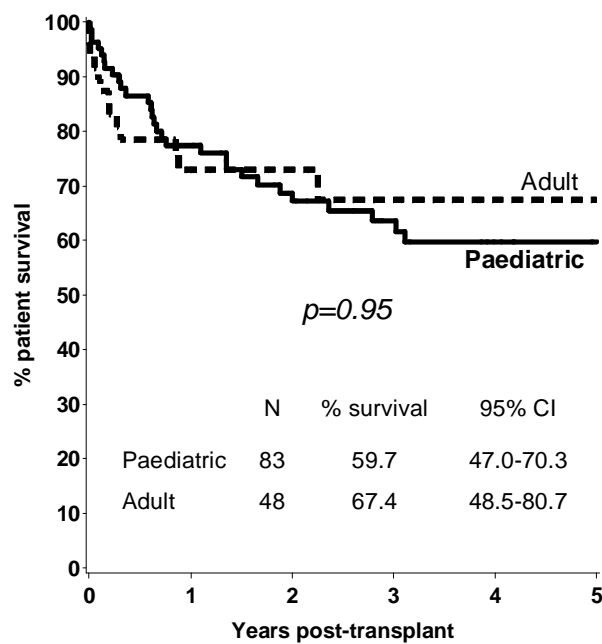 100
90
80
70
60
50
40
30
20
10
0
% patient survival
Adult
Paediatric
p=0.95
N % survival 95% CI
Paediatric 83 59.7 47.0-70.3
Adult 48 67.4 48.5-80.7
0 1 2 3 4 5
Years post-transplant